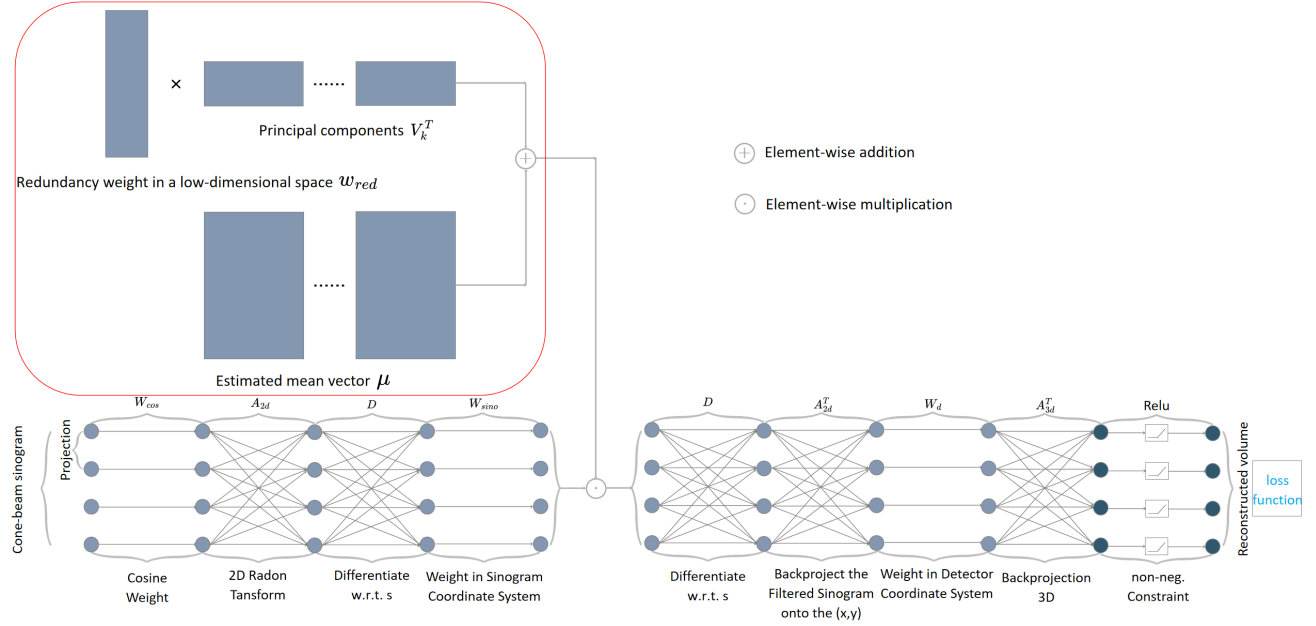 ×
......
Principal components $V_k^T$
Redundancy weight in a low-dimensional space $w_{red}$
+
Element-wise addition
Element-wise multiplication
......
Estimated mean vector $\mu$
$W_{cos}$
$A_{2d}$
$D$
$W_{sino}$
$D$
$A_{2d}^T$
$W_d$
$A_{3d}^T$
Relu
Cone-beam sinogram
Projection
Reconstructed volume
loss
function
Cosine
Weight
2D Radon
Tansform
Differentiate
w.r.t. s
Weight in Sinogram
Coordinate System
Differentiate
w.r.t. s
Backproject the
Filtered Sinogram
onto the (x,y)
Weight in Detector
Coordinate System
Backprojection
3D
non-neg.
Constraint